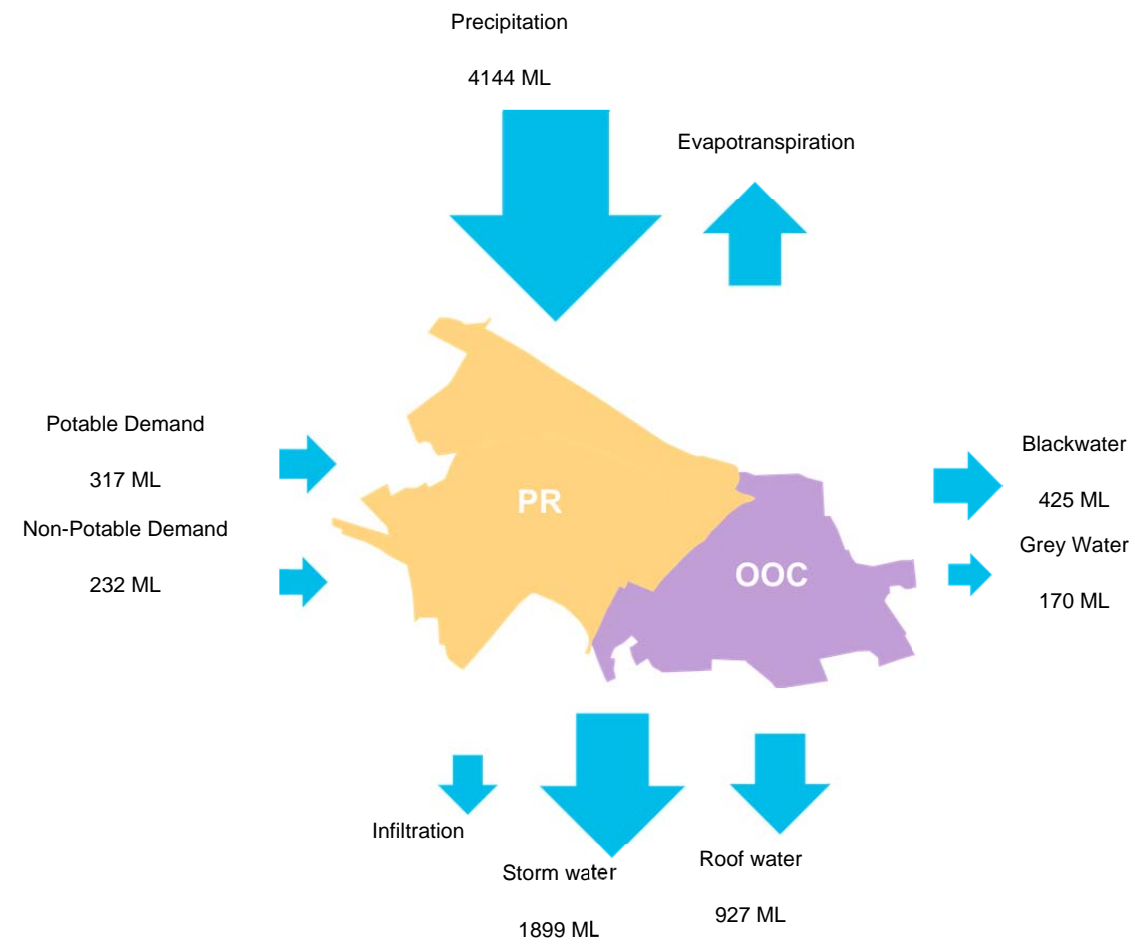 Precipitation
4144 ML
Evapotranspiration
Potable Demand
317 ML
Non-Potable Demand
232 ML
PR
OOC
Blackwater
425 ML
Grey Water
170 ML
Infiltration
Storm water
1899 ML
Roof water
927 ML